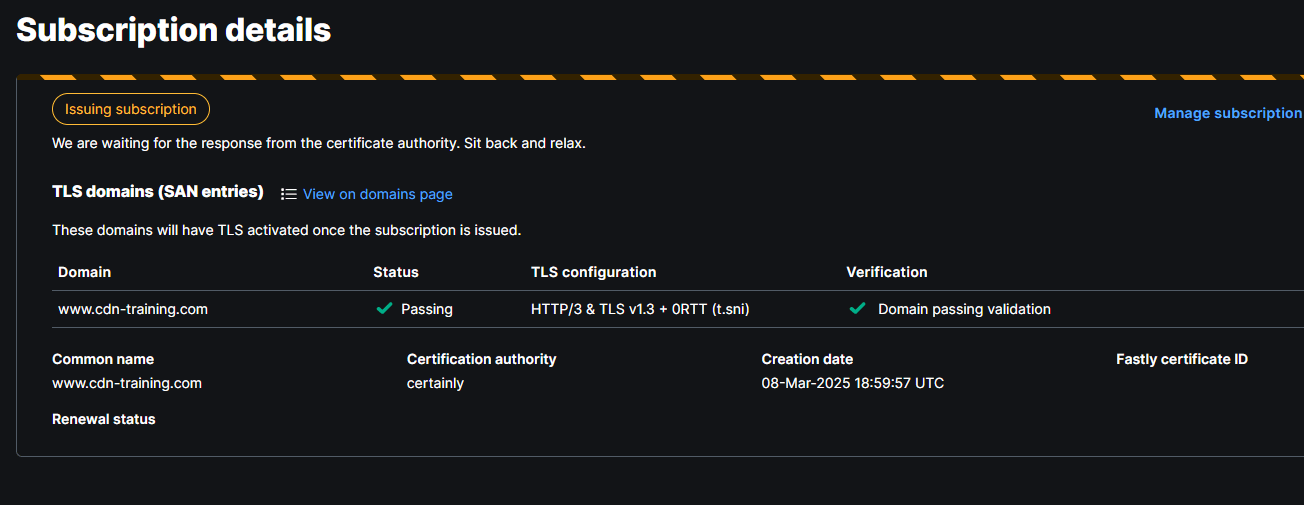 Subscription details
Issuing subscription
Manage subscription
We are waiting for the response from the certificate authority. Sit back and relax.
TLS domains (SAN entries) View on domains page
These domains will have TLS activated once the subscription is issued.
Domain Status TLS configuration Verification
www.cdn-training.com Passing HTTP/3 & TLS v1.3 + 0RTT (t.sni) Domain passing validation
Common name Certification authority Creation date Fastly certificate ID
www.cdn-training.com certainly 08-Mar-2025 18:59:57 UTC
Renewal status